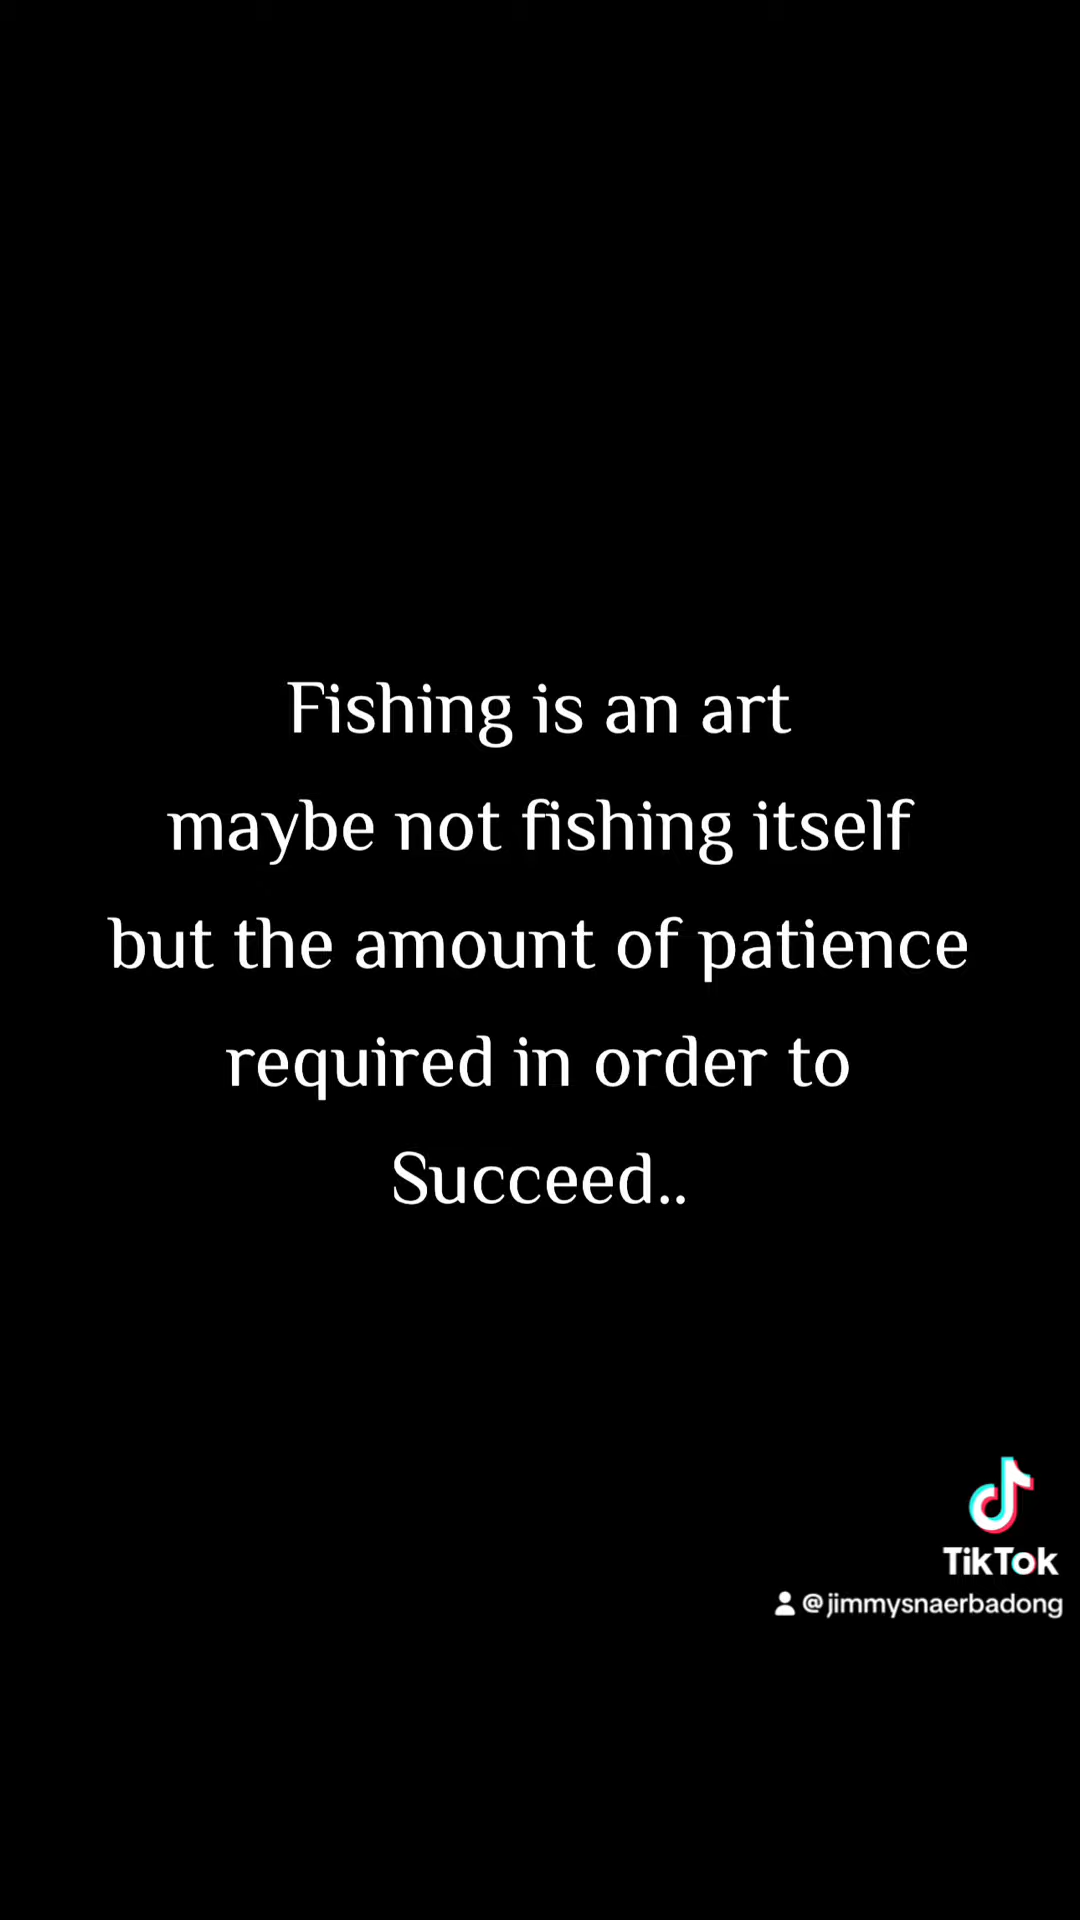 Fishing is an art
maybe not fishing itself
but the amount of patience
required in order to
Succeed..
TikTok
@jimmysnaerbadong